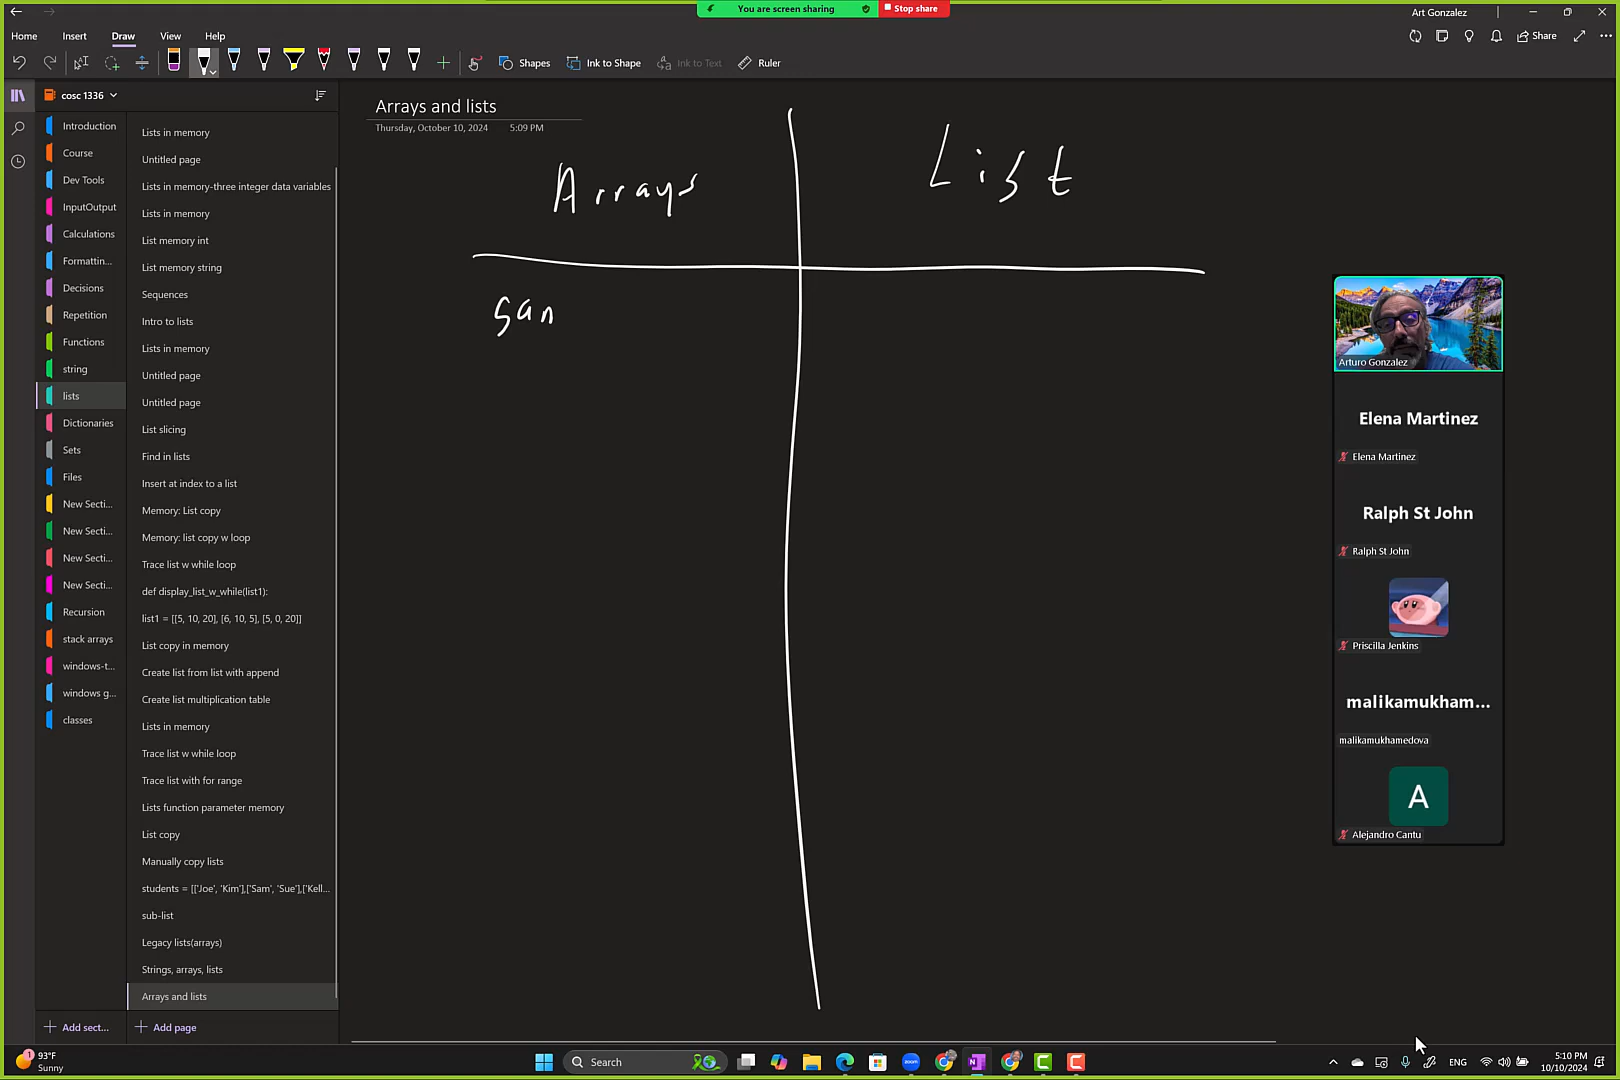 You are screen sharing
Stop share
Art Gonzalez
Home
Insert
Draw
View
Help
Share
Shapes
Ink to Shape
Ink to Text
Ruler
cosc 1336
Introduction
Course
Dev Tools
InputOutput
Calculations
Formattin...
Decisions
Repetition
Functions
string
lists
Dictionaries
Sets
Files
New Secti...
New Secti...
New Secti...
New Secti...
Recursion
stack arrays
windows-t...
windows g...
classes
Add sect...
Lists in memory
Untitled page
Lists in memory-three integer data variables
Lists in memory
List memory int
List memory string
Sequences
Intro to lists
Lists in memory
Untitled page
Untitled page
List slicing
Find in lists
Insert at index to a list
Memory: List copy
Memory: list copy w loop
Trace list w while loop
def display_list_w_while(list1):
list1 = [[5, 10, 20], [6, 10, 5], [5, 0, 20]]
List copy in memory
Create list from list with append
Create list multiplication table
Lists in memory
Trace list w while loop
Trace list with for range
Lists function parameter memory
List copy
Manually copy lists
students = [['Joe', 'Kim'],['Sam', 'Sue'],['Kell...
sub-list
Legacy lists(arrays)
Strings, arrays, lists
Arrays and lists
Add page
Arrays and lists
Thursday, October 10, 2024 5:09 PM
Arrays
List
san
Arturo Gonzalez
Elena Martinez
Elena Martinez
Ralph St John
Ralph St John
Priscilla Jenkins
malikamukham...
malikamukhamedova
A
Alejandro Cantu
1
93°F
Sunny
Search
zoom
ENG
5:10 PM
10/10/2024